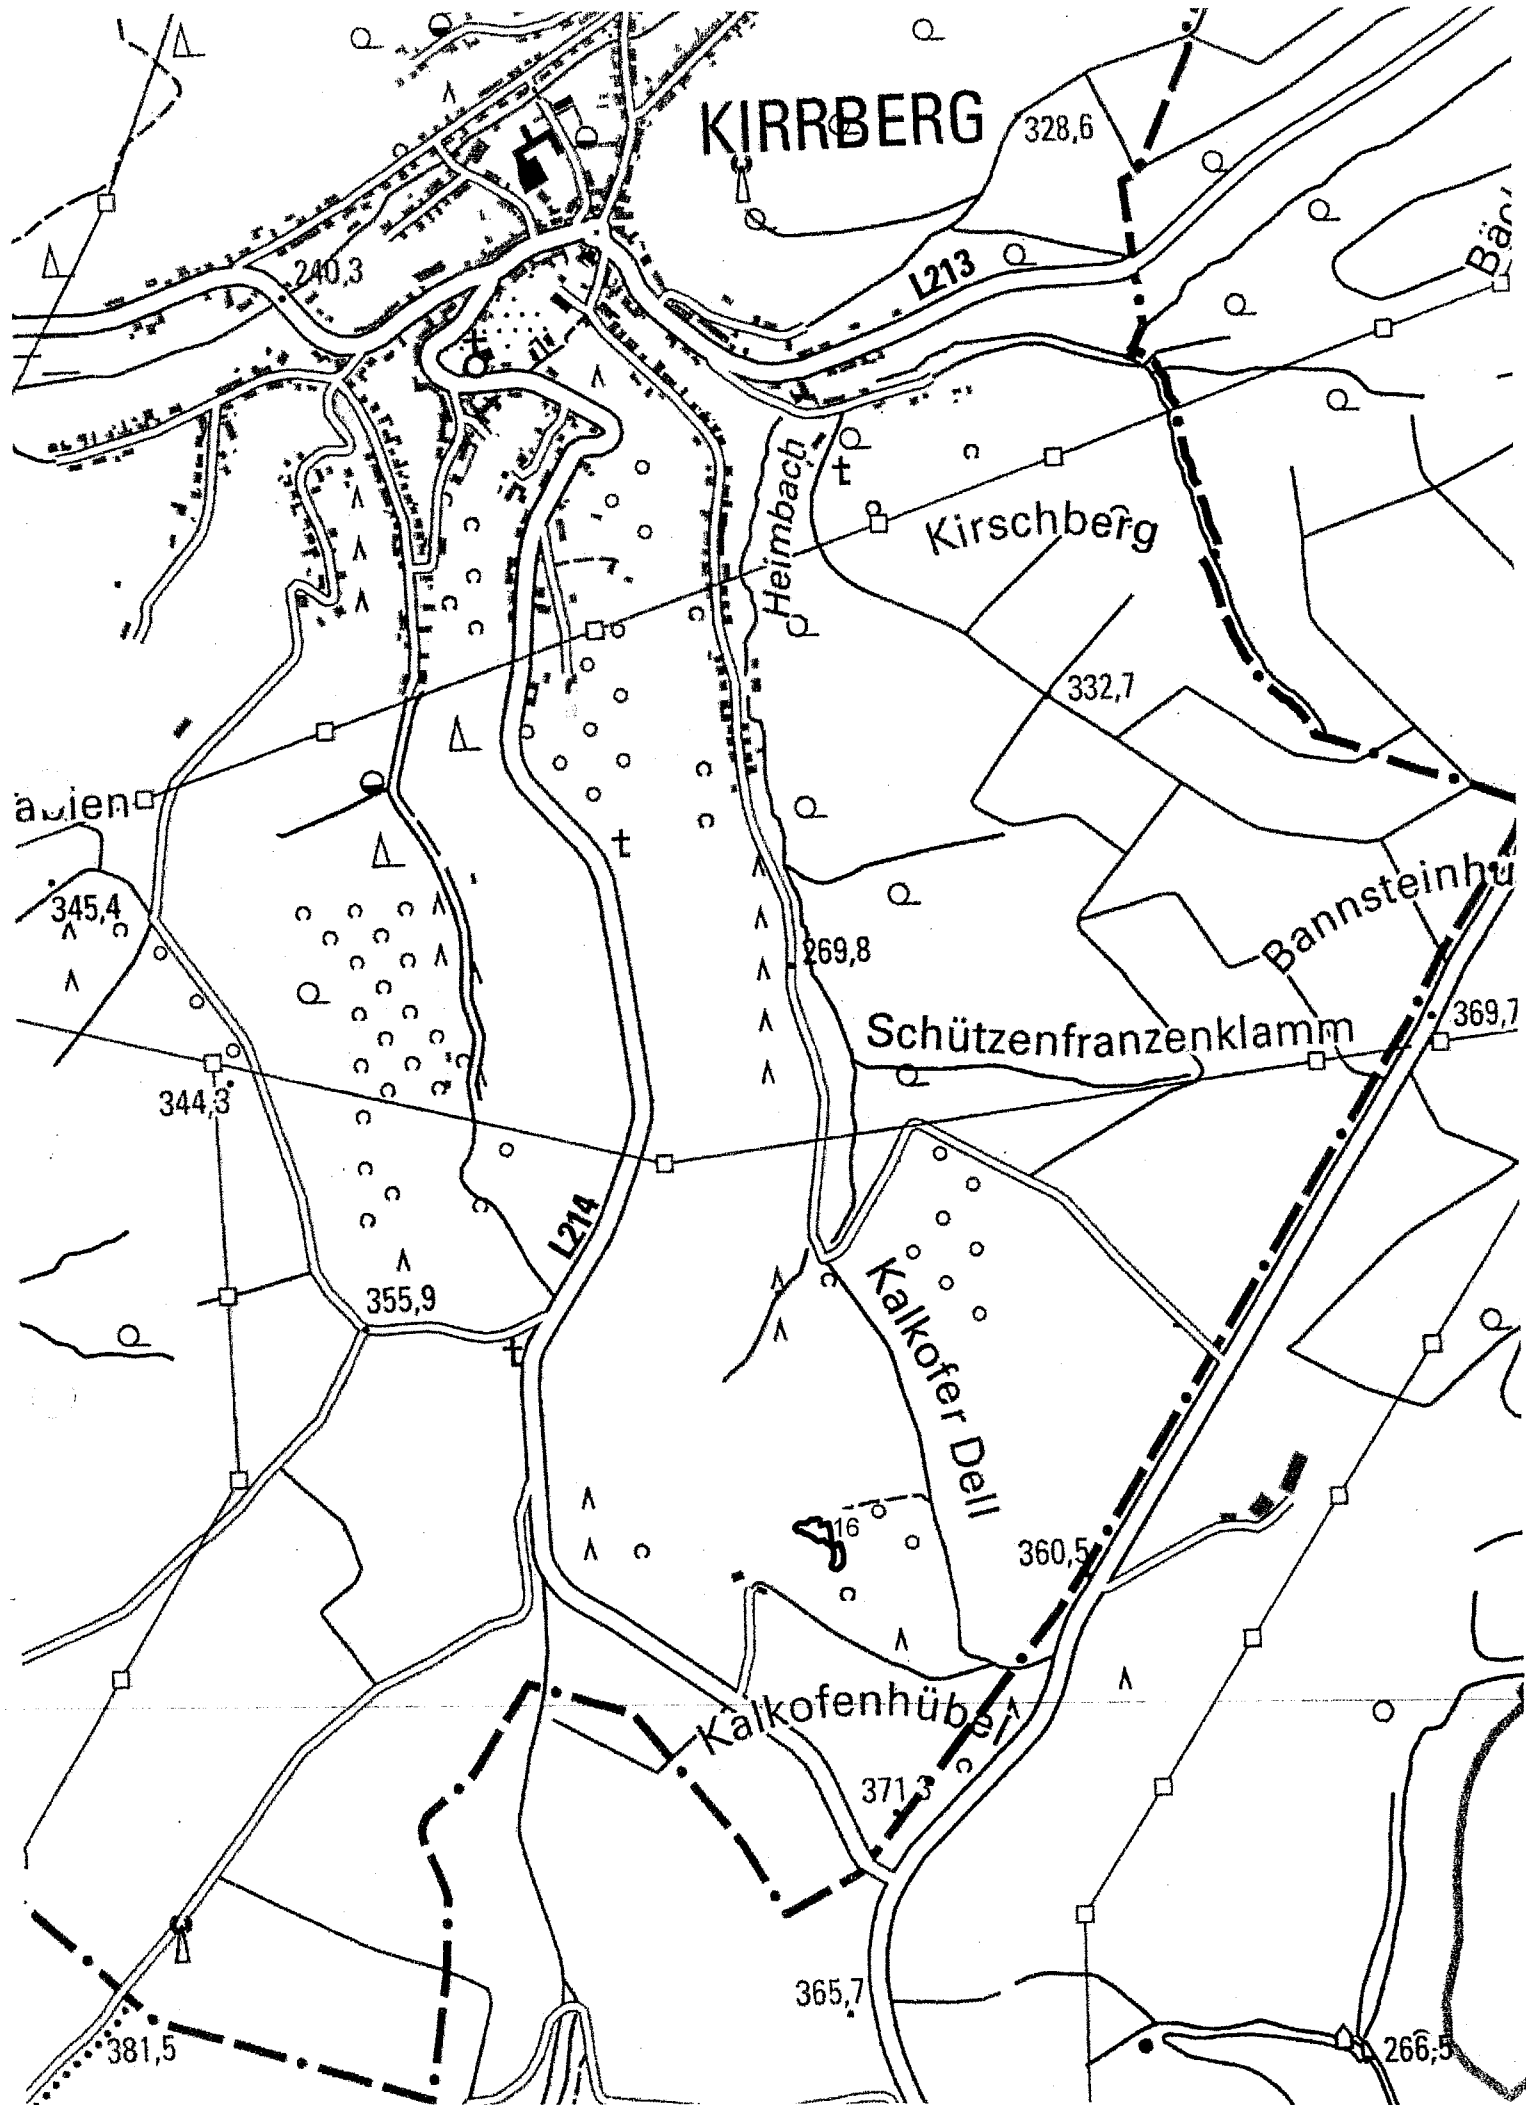 KIRRBERG
328,6
240,3
L213
Heimbach
Kirschberg
332,7
345,4
269,8
Bannsteinhü
Schützenfranzenklamm
369,7
344,3
L214
355,9
Kalkofer Dell
16
360,5
Kalkofenhübel
371,3
365,7
381,5
266,5